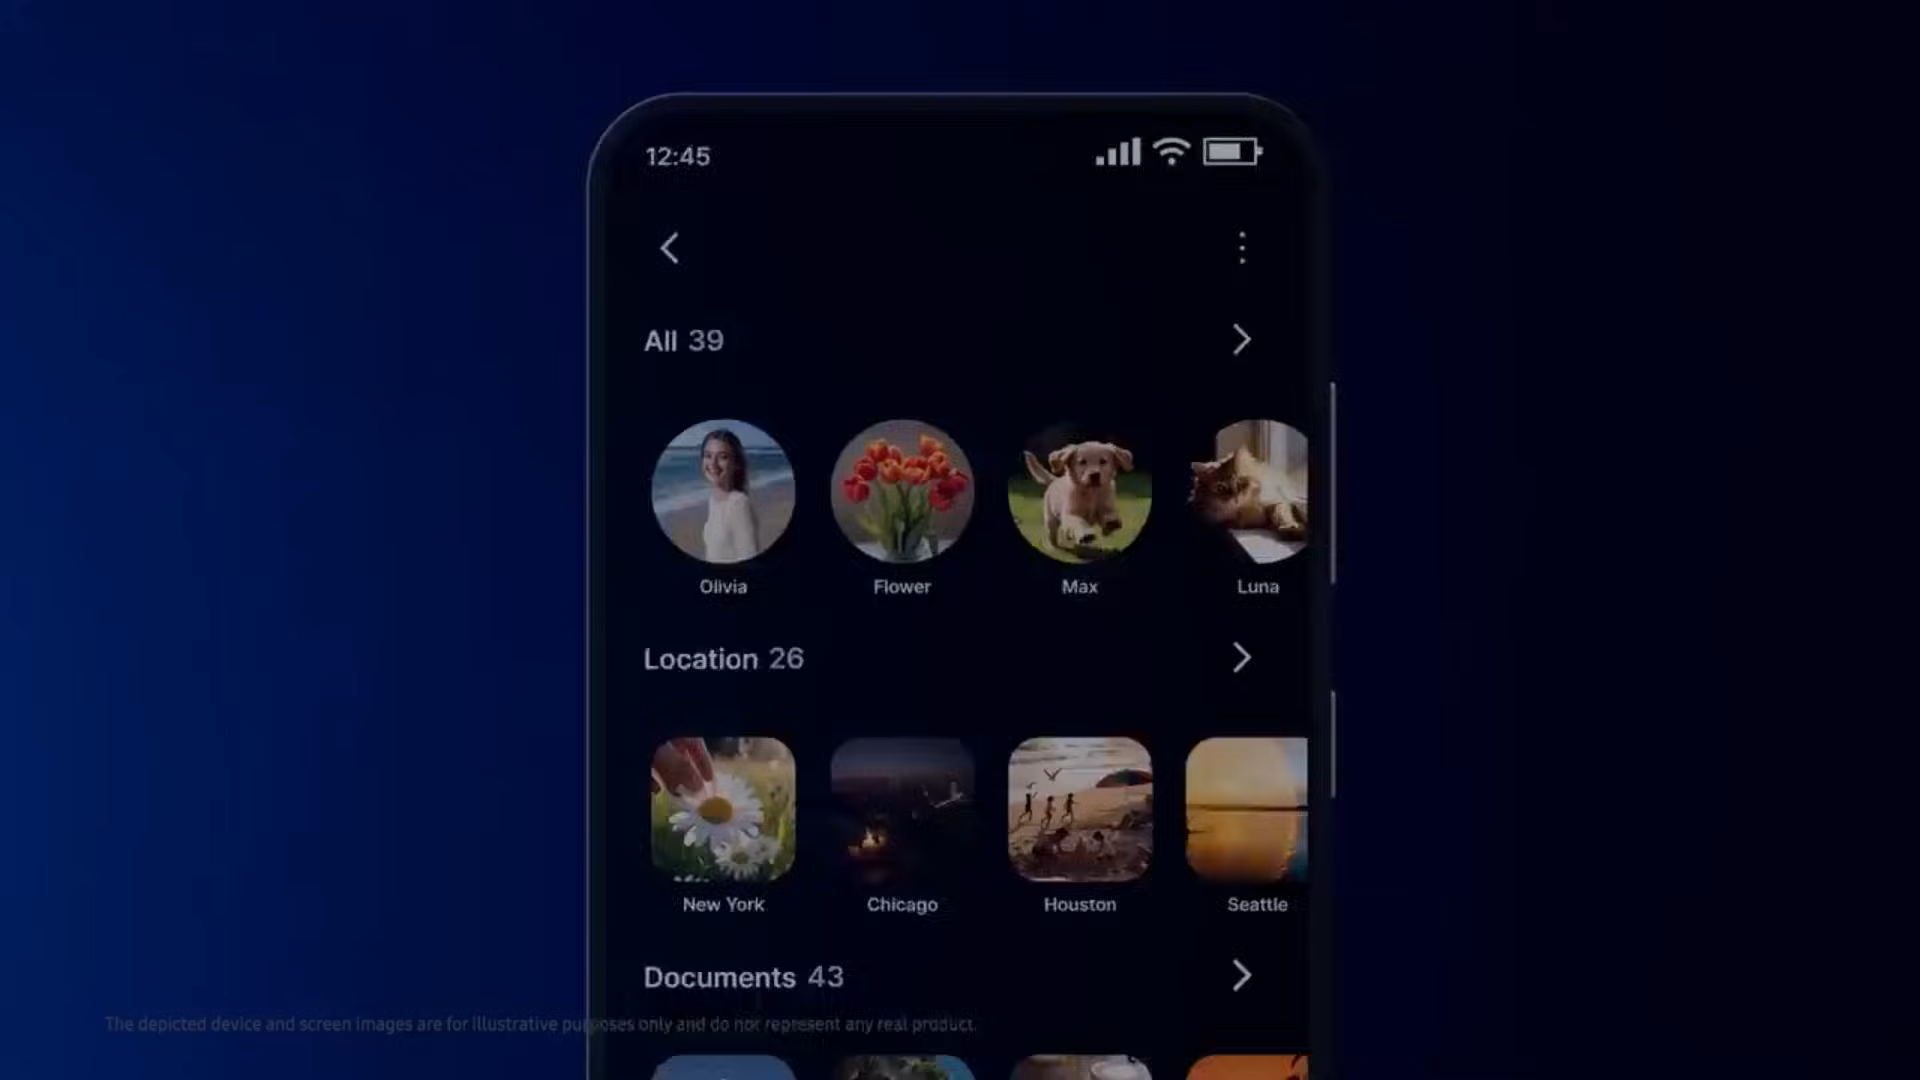 12:45
All 39
Olivia Flower Max Luna
Location 26
New York Chicago Houston Seattle
Documents 43
The depicted device and screen images are for illustrative purposes only and do not represent any real product.